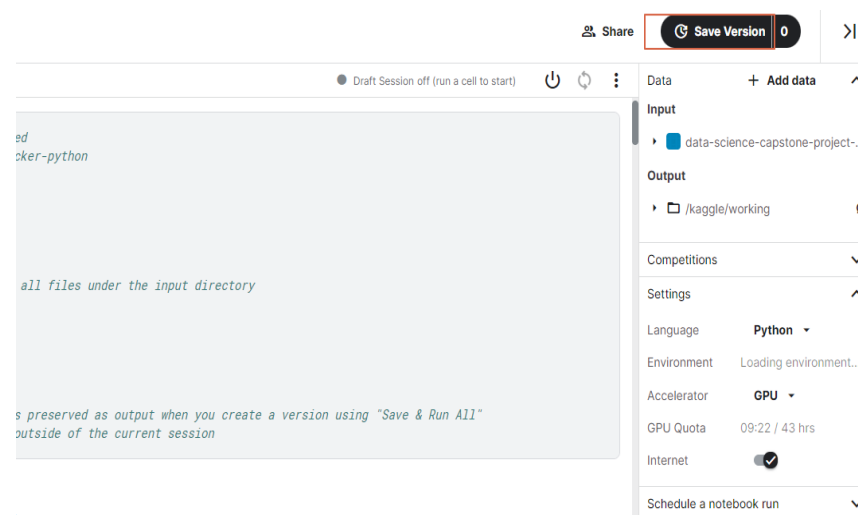 Share
Save Version
0
Draft Session off (run a cell to start)
Data
+ Add data
Input
data-science-capstone-project-..
Output
/kaggle/working
ed
cker-python
all files under the input directory
s preserved as output when you create a version using "Save & Run All"
outside of the current session
Competitions
Settings
Language Python
Environment Loading environment..
Accelerator GPU
GPU Quota 09:22 / 43 hrs
Internet
Schedule a notebook run